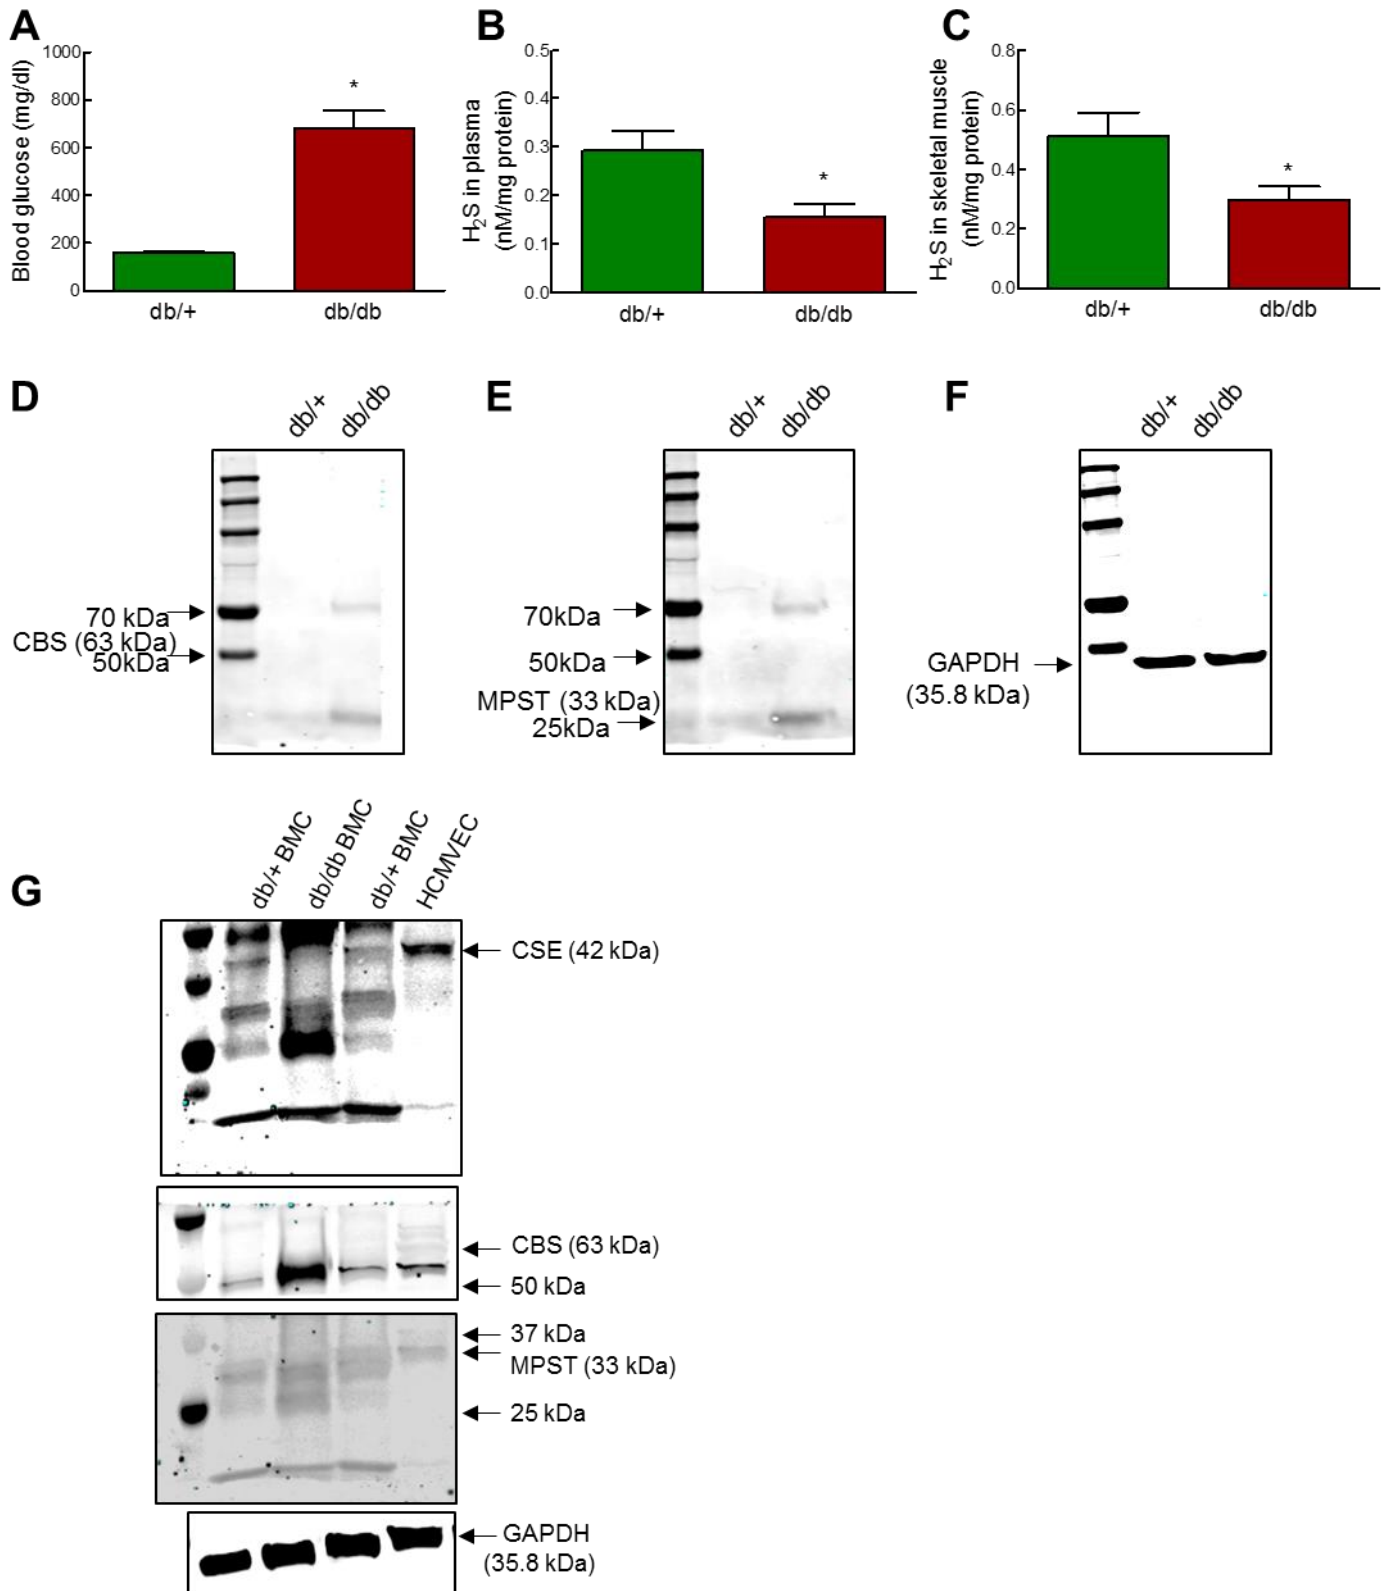 A
B
C
1000
800
600
400
200
0
Blood glucose (mg/dl)
*
db/+
db/db
0.5
0.4
0.3
0.2
0.1
0.0
H₂S in plasma
(nM/mg protein)
*
db/+
db/db
0.8
0.6
0.4
0.2
0.0
H₂S in skeletal muscle
(nM/mg protein)
*
db/+
db/db
D
db/+
db/db
70 kDa
CBS (63 kDa)
50kDa
E
db/+
db/db
70kDa
50kDa
MPST (33 kDa)
25kDa
F
db/+
db/db
GAPDH
(35.8 kDa)
G
db/+ BMC
db/db BMC
db/+ BMC
HCMVEC
CSE (42 kDa)
CBS (63 kDa)
50 kDa
37 kDa
MPST (33 kDa)
25 kDa
GAPDH
(35.8 kDa)